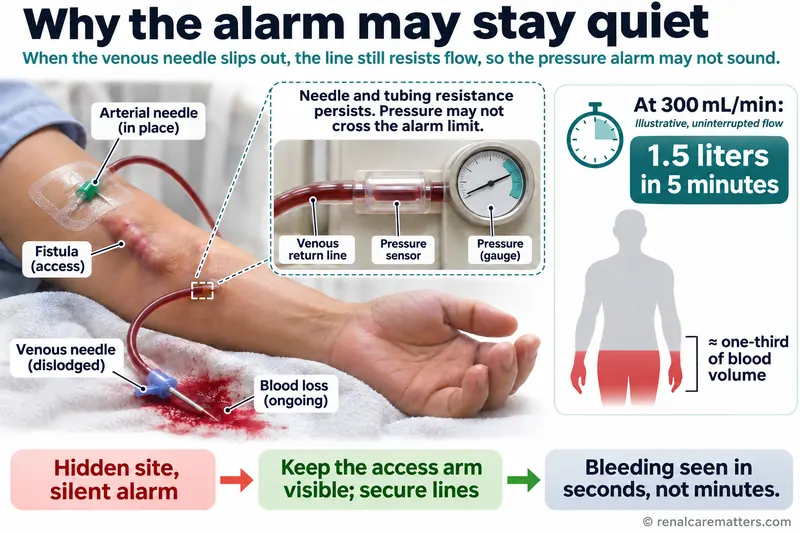 Why the alarm may stay quiet
When the venous needle slips out, the line still resists flow, so the pressure alarm may not sound.
Arterial needle
(in place)
Fistula
(access)
Venous needle
(dislodged)
Blood loss
(ongoing)
Needle and tubing resistance
persists. Pressure may not
cross the alarm limit.
Venous
return line
Pressure
sensor
Pressure
(gauge)
At 300 mL/min:
Illustrative, uninterrupted flow
1.5 liters
in 5 minutes
≈ one-third
of blood
volume
Hidden site,
silent alarm
Keep the access arm
visible; secure lines
Bleeding seen in
seconds, not minutes.
© renalcarematters.com